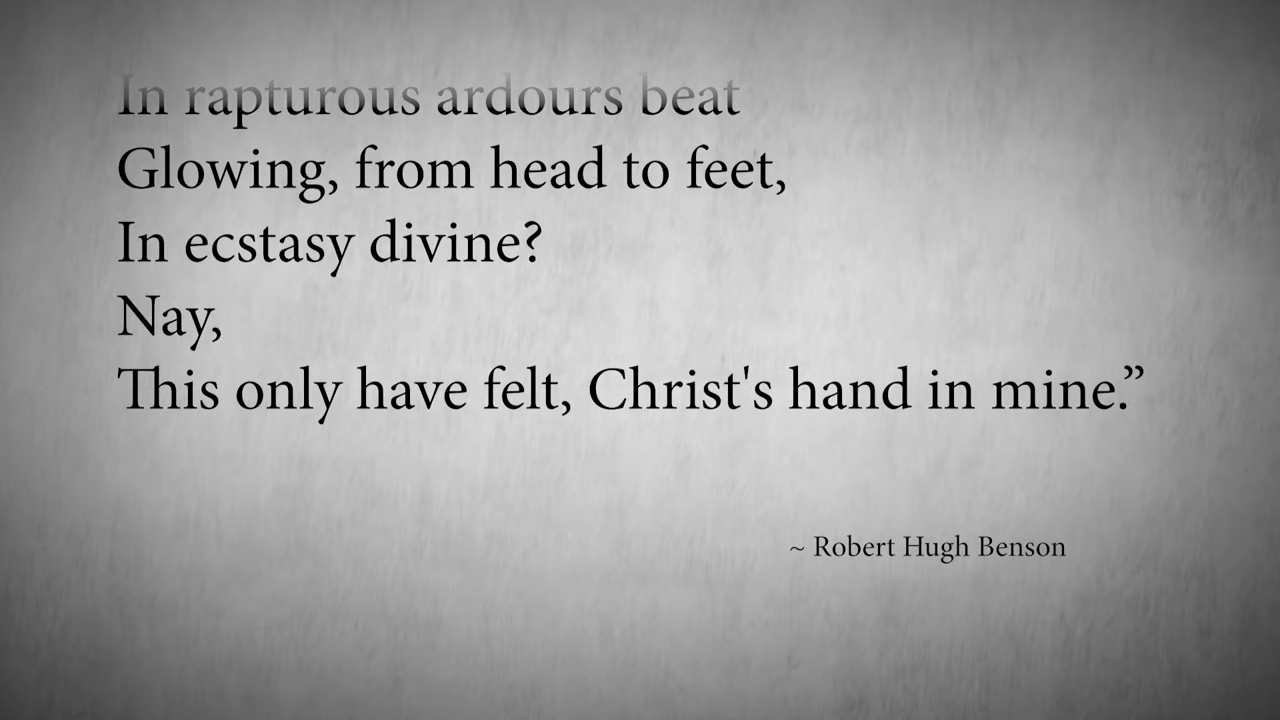 In rapturous ardours beat
Glowing, from head to feet,
In ecstasy divine?
Nay,
This only have felt, Christ's hand in mine.”
~ Robert Hugh Benson